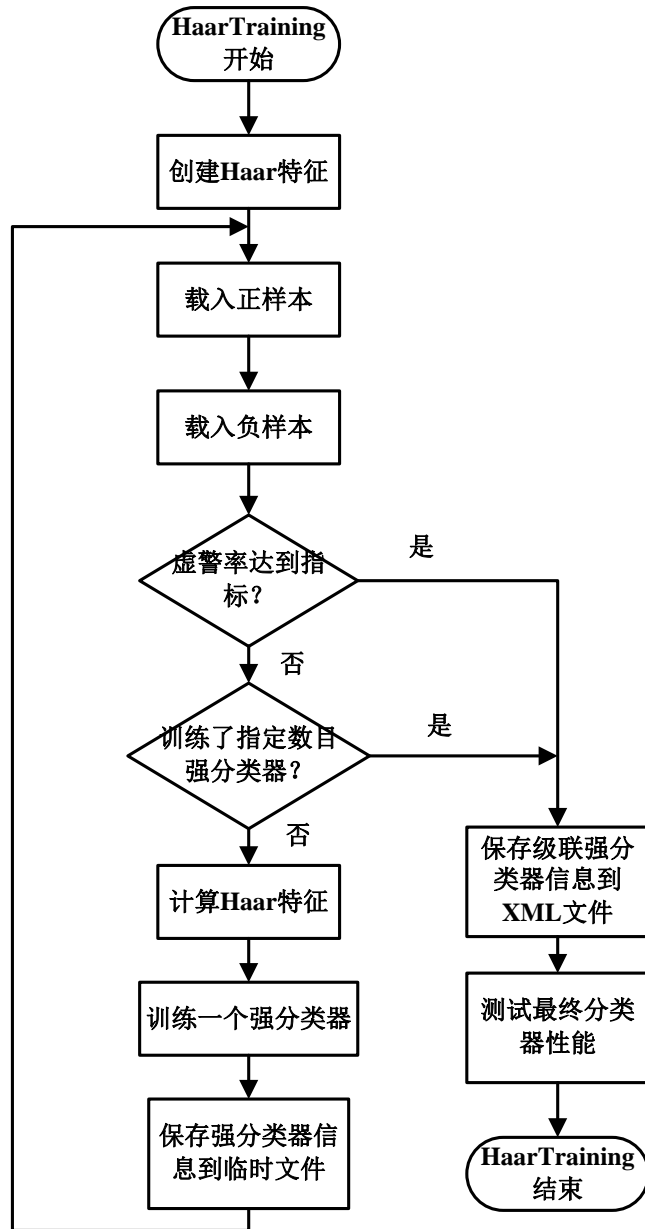 HaarTraining
开始
创建Haar特征
载入正样本
载入负样本
虚警率达到指
标？
是
否
训练了指定数目
强分类器？
是
否
计算Haar特征
训练一个强分类器
保存强分类器信
息到临时文件
保存级联强分
类器信息到
XML文件
测试最终分类
器性能
HaarTraining
结束